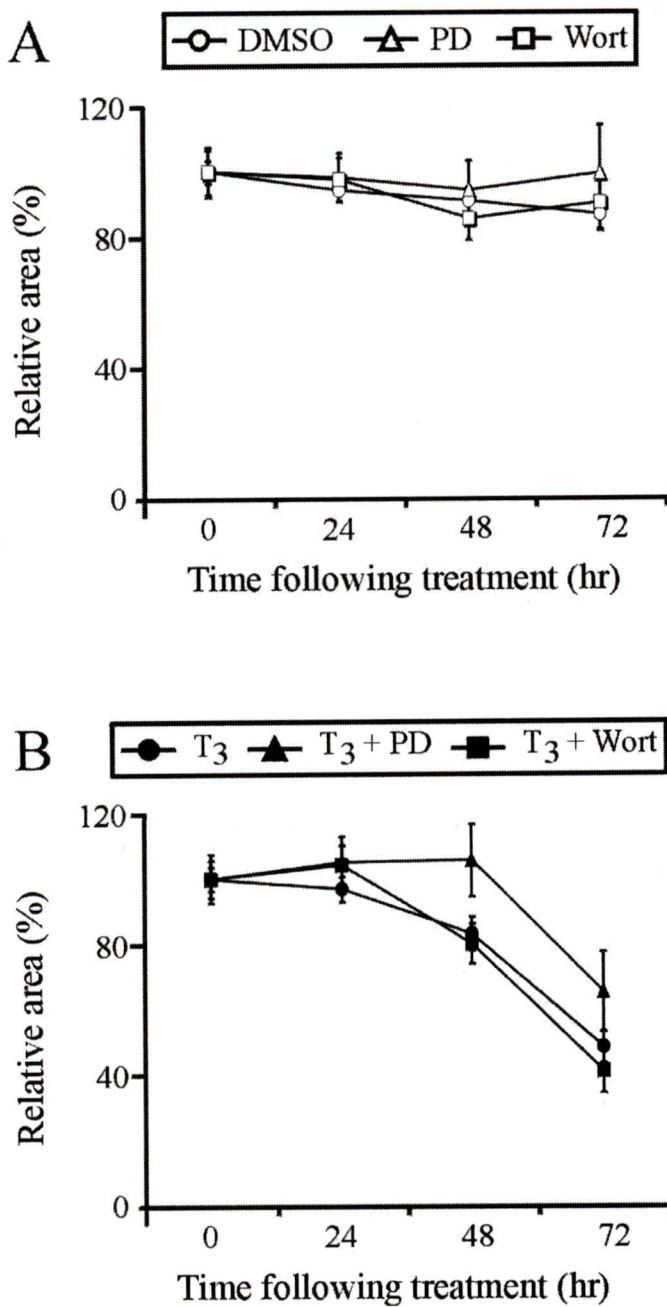 A
DMSO PD Wort
120
80
40
0
Relative area (%)
0 24 48 72
Time following treatment (hr)
B
T3 T3 + PD T3 + Wort
120
80
40
0
Relative area (%)
0 24 48 72
Time following treatment (hr)